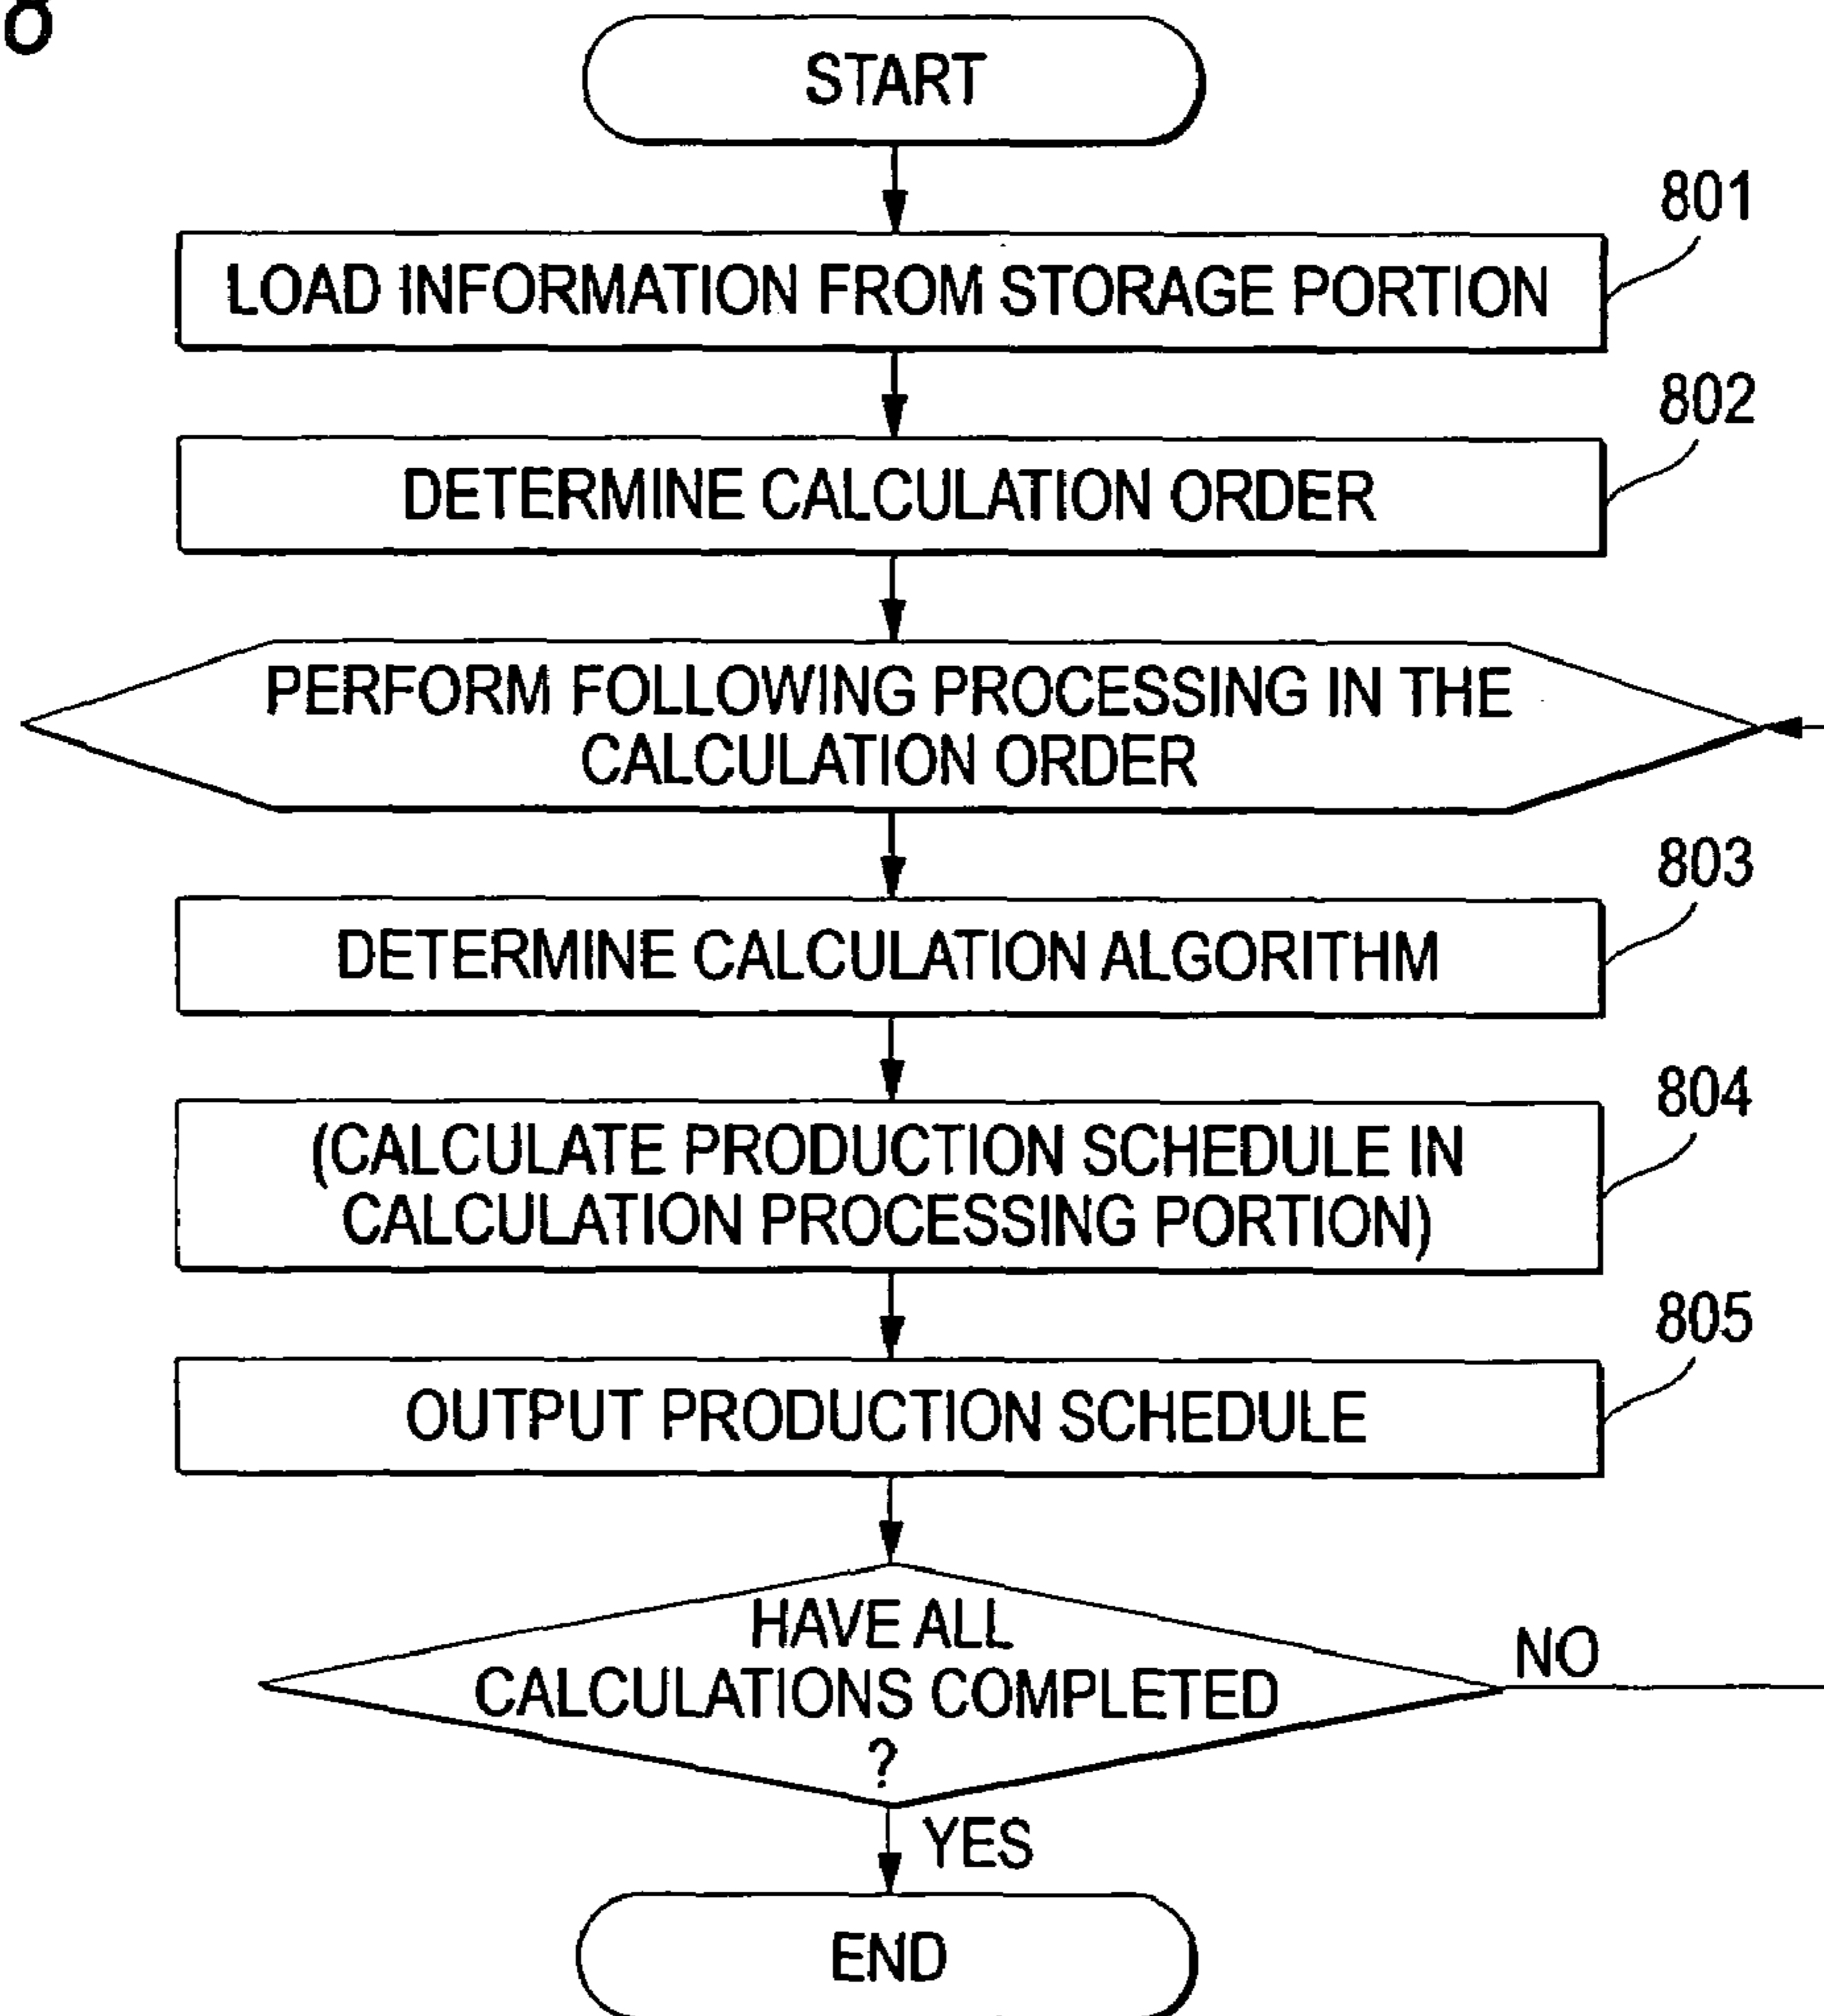 8
START
801
LOAD INFORMATION FROM STORAGE PORTION
802
DETERMINE CALCULATION ORDER
PERFORM FOLLOWING PROCESSING IN THE
CALCULATION ORDER
803
DETERMINE CALCULATION ALGORITHM
804
(CALCULATE PRODUCTION SCHEDULE IN
CALCULATION PROCESSING PORTION)
805
OUTPUT PRODUCTION SCHEDULE
HAVE ALL
CALCULATIONS COMPLETED
?
NO
YES
END